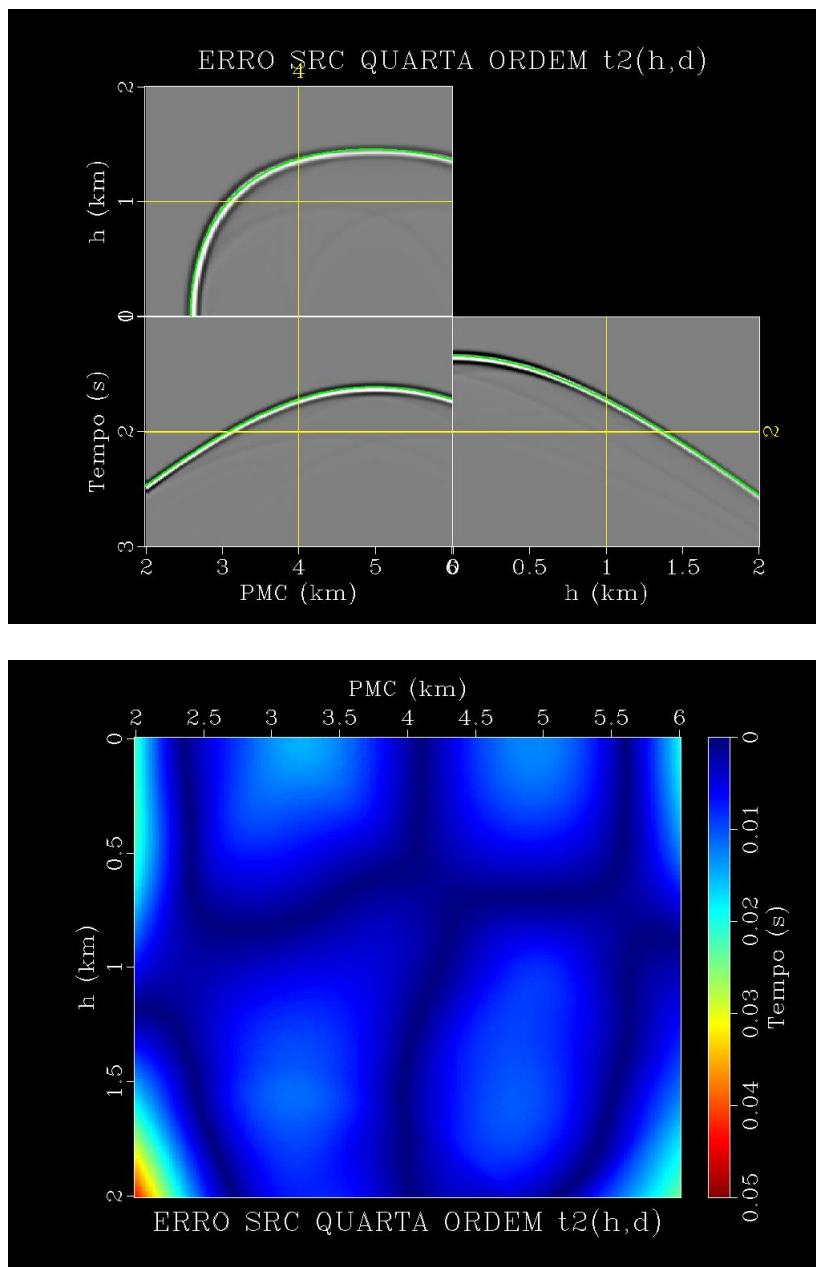 ERRO SRC QUARTA ORDEM t2(h,d)
4
2
h (km)
1
0
Tempo (s)
2
2
3
2 3 4 5 6 0 0.5 1 1.5 2
PMC (km) h (km)
PMC (km)
2 2.5 3 3.5 4 4.5 5 5.5 6
0
0.5
h (km)
1
1.5
2
0
0.01
0.02
Tempo (s)
0.03
0.04
0.05
ERRO SRC QUARTA ORDEM t2(h,d)